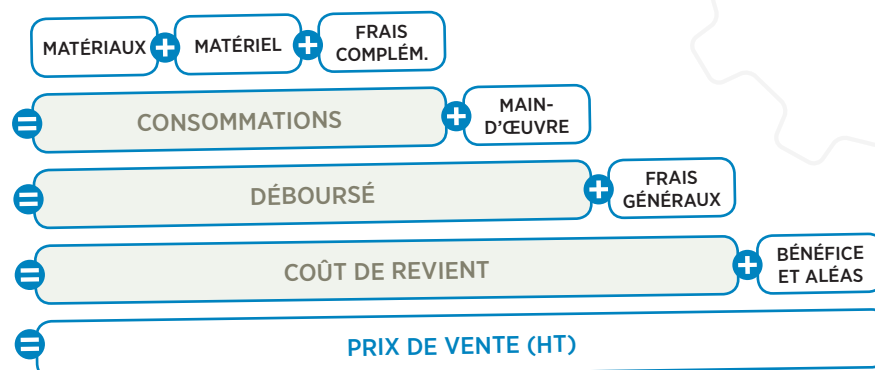 MATÉRIAUX + MATÉRIEL + FRAIS
COMPLÉM.
= CONSOMMATIONS + MAIN-
D'ŒUVRE
= DÉBOURSÉ + FRAIS
GÉNÉRAUX
= COÛT DE REVIENT + BÉNÉFICE
ET ALÉAS
= PRIX DE VENTE (HT)